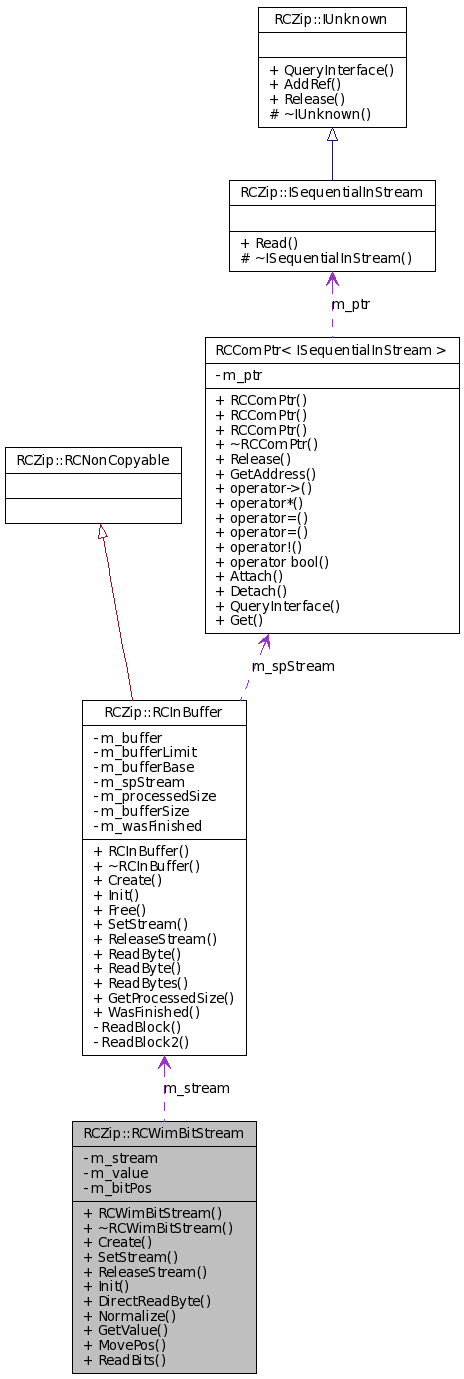 RCZip::IUnknown
+ QueryInterface()
+ AddRef()
+ Release()
# ~IUnknown()
RCZip::ISequentialInStream
+ Read()
# ~ISequentialInStream()
m_ptr
RCComPtr< ISequentialInStream >
- m_ptr
+ RCComPtr()
+ RCComPtr()
+ RCComPtr()
+ ~RCComPtr()
+ Release()
+ GetAddress()
+ operator->()
+ operator*()
+ operator=()
+ operator=()
+ operator!()
+ operator bool()
+ Attach()
+ Detach()
+ QueryInterface()
+ Get()
RCZip::RCNonCopyable
m_spStream
RCZip::RCInBuffer
- m_buffer
- m_bufferLimit
- m_bufferBase
- m_spStream
- m_processedSize
- m_bufferSize
- m_wasFinished
+ RCInBuffer()
+ ~RCInBuffer()
+ Create()
+ Init()
+ Free()
+ SetStream()
+ ReleaseStream()
+ ReadByte()
+ ReadByte()
+ ReadBytes()
+ GetProcessedSize()
+ WasFinished()
- ReadBlock()
- ReadBlock2()
m_stream
RCZip::RCWimBitStream
- m_stream
- m_value
- m_bitPos
+ RCWimBitStream()
+ ~RCWimBitStream()
+ Create()
+ SetStream()
+ ReleaseStream()
+ Init()
+ DirectReadByte()
+ Normalize()
+ GetValue()
+ MovePos()
+ ReadBits()